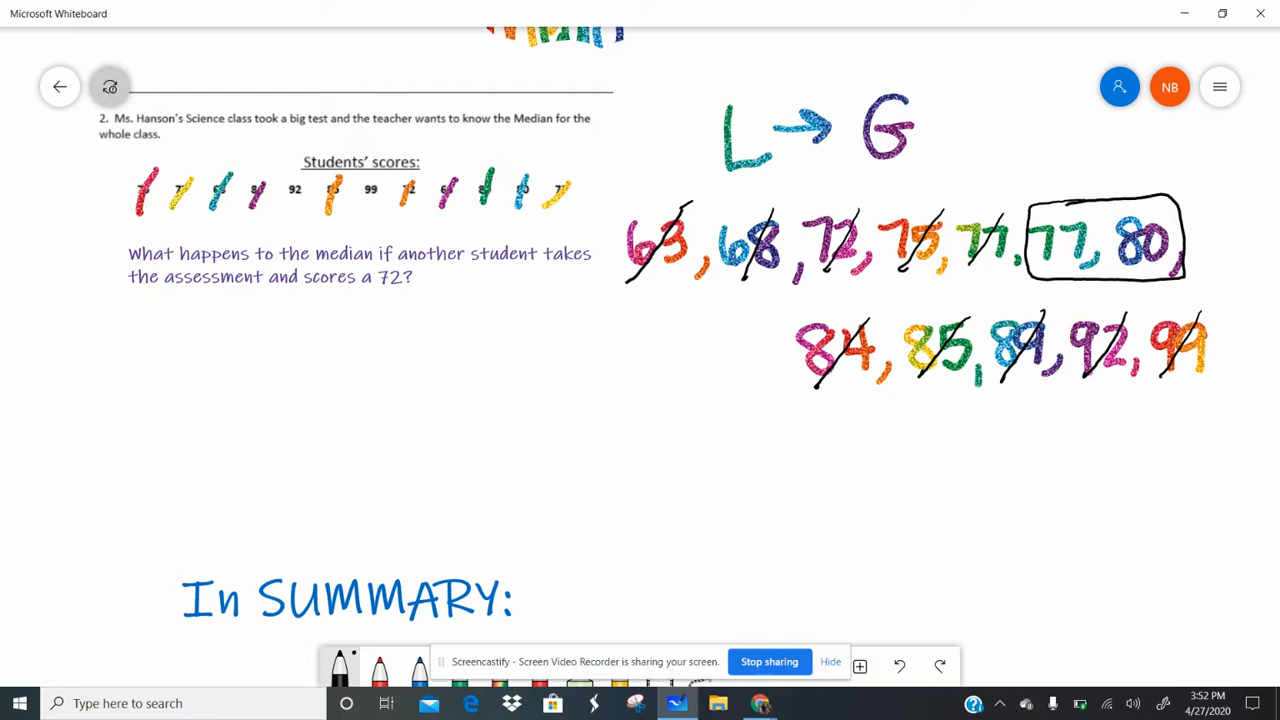 Microsoft Whiteboard
NB
2. Ms. Hanson's Science class took a big test and the teacher wants to know the Median for the
whole class.
Students' scores:
92 99
What happens to the median if another student takes
the assessment and scores a 72?
L → G
63, 68, 72, 75, 77, 77, 80,
84, 85, 89, 92, 99
In SUMMARY:
Screencastify - Screen Video Recorder is sharing your screen.
Stop sharing
Hide
Type here to search
3:52 PM
4/27/2020